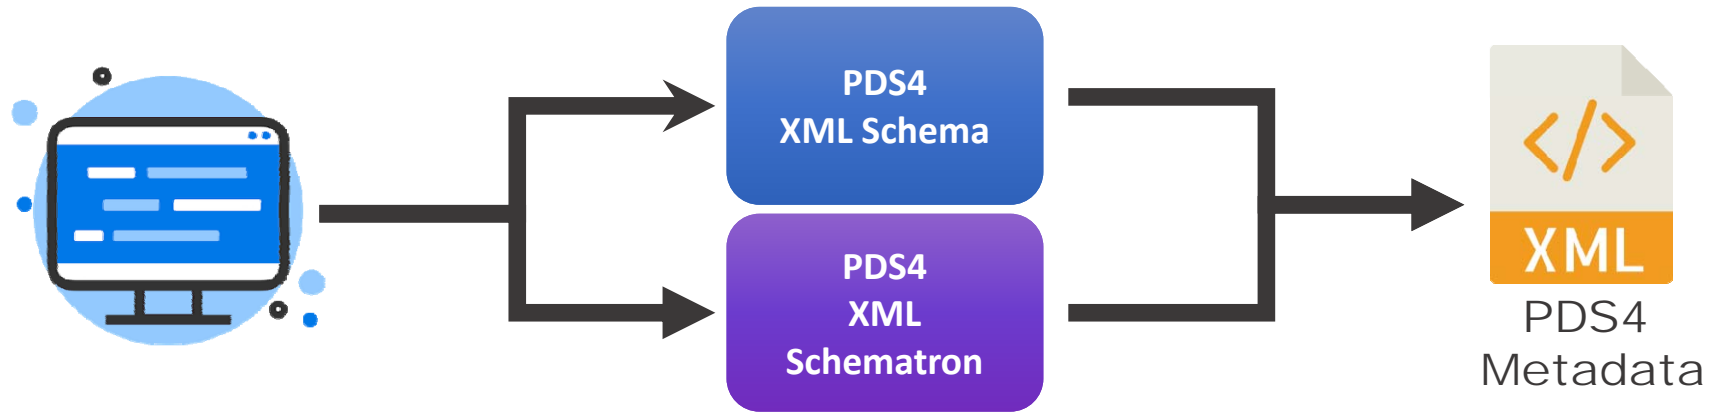 PDS4
XML Schema
PDS4
XML
Schematron
</>
XML
PDS4
Metadata